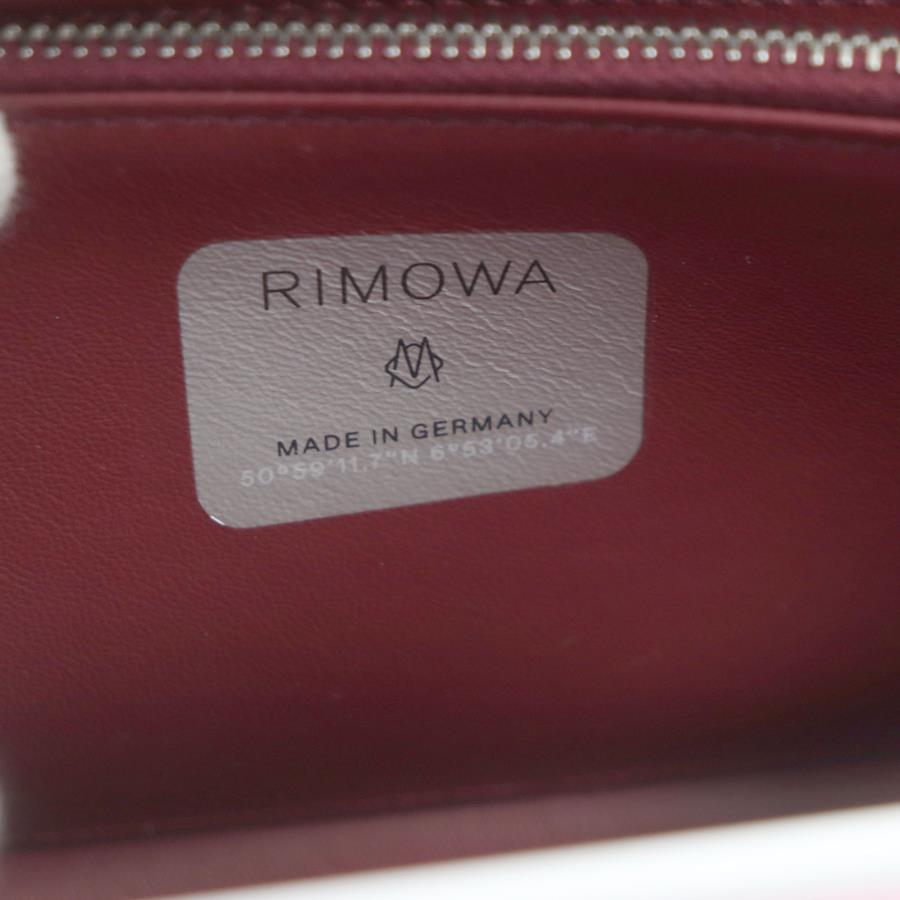 RIMOWA
MADE IN GERMANY
50°59'11.7"N 6°53'05.4"E